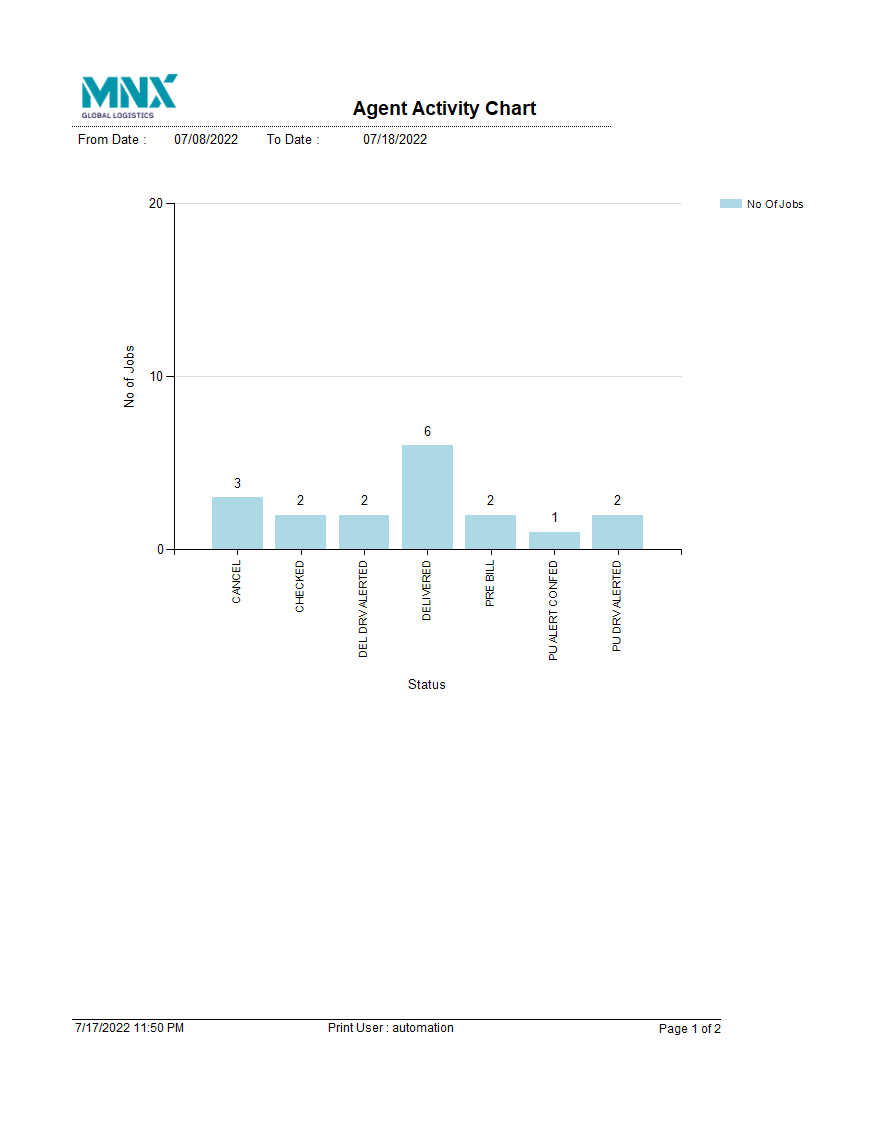 MNX
GLOBAL LOGISTICS
Agent Activity Chart
From Date : 07/08/2022 To Date : 07/18/2022
20
No Of Jobs
10
No of Jobs
6
3
2
2
2
1
2
0
CANCEL
CHECKED
DEL DRV ALERTED
DELIVERED
PRE BILL
PU ALERT CONFED
PU DRV ALERTED
Status
7/17/2022 11:50 PM Print User : automation Page 1 of 2